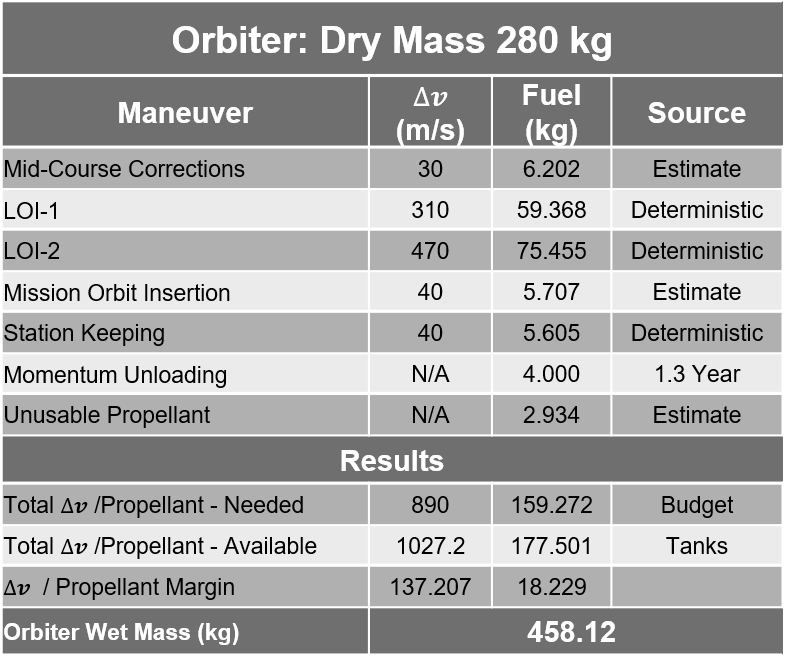 Orbiter: Dry Mass 280 kg
Maneuver Δv (m/s) Fuel (kg) Source
Mid-Course Corrections 30 6.202 Estimate
LOI-1 310 59.368 Deterministic
LOI-2 470 75.455 Deterministic
Mission Orbit Insertion 40 5.707 Estimate
Station Keeping 40 5.605 Deterministic
Momentum Unloading N/A 4.000 1.3 Year
Unusable Propellant N/A 2.934 Estimate
Results
Total Δv /Propellant - Needed 890 159.272 Budget
Total Δv /Propellant - Available 1027.2 177.501 Tanks
Δv / Propellant Margin 137.207 18.229
Orbiter Wet Mass (kg) 458.12